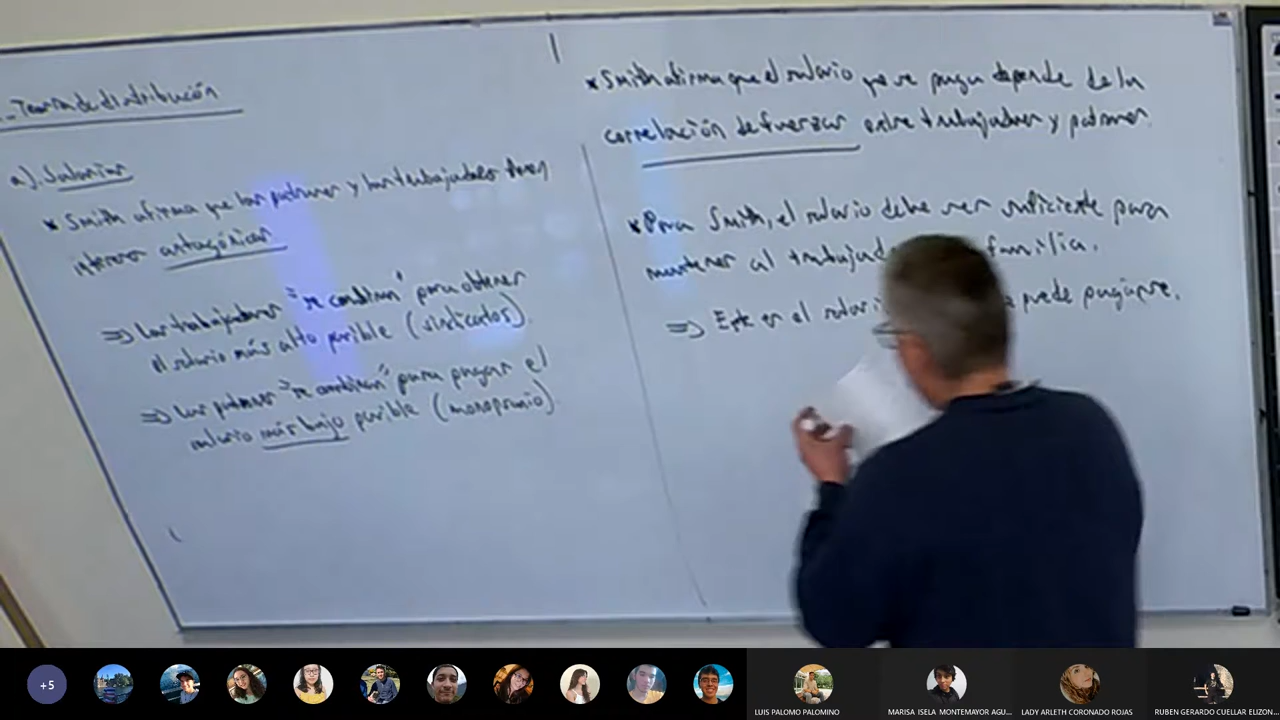 Teoría de distribución
a). Salarios
* Smith afirma que los patrones y los trabajadores tienen
intereses antagónicos
=> Los trabajadores "se combinan" para obtener
el salario más alto posible (sindicatos).
=> Los patrones "se combinan" para pagar el
salario más bajo posible (monopsonio).
* Smith afirma que el salario que se paga depende de la
correlación de fuerzas entre trabajadores y patrones.
* Para Smith, el salario debe ser suficiente para
mantener al trabajad familia.
=> Este es el salari puede pagarse.
+5
LUIS PALOMO PALOMINO
MARISA ISELA MONTEMAYOR AGU...
LADY ARLETH CORONADO ROJAS
RUBEN GERARDO CUELLAR ELIZON...